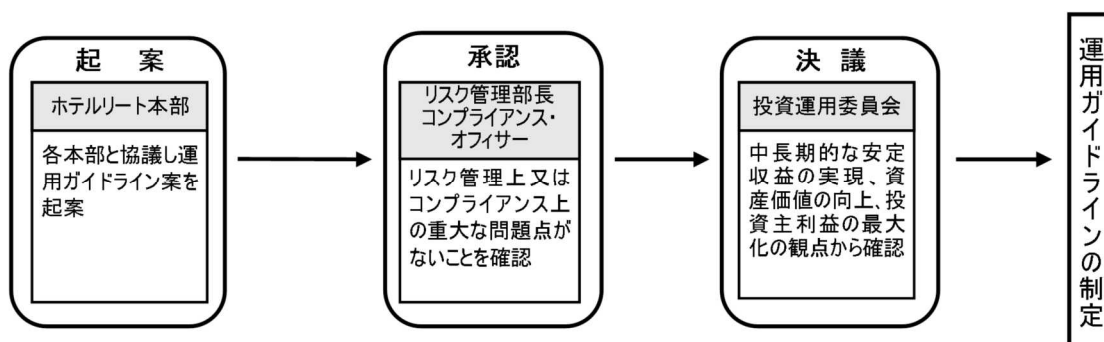 起 案
ホテルリート本部
各本部と協議し運
用ガイドライン案を
起案
承認
リスク管理部長
コンプライアンス・
オフィサー
リスク管理上又は
コンプライアンス上
の重大な問題点が
ないことを確認
決 議
投資運用委員会
中長期的な安定
収益の実現、資
産価値の向上、投
資主利益の最大
化の観点から確認
運用ガイドラインの制定